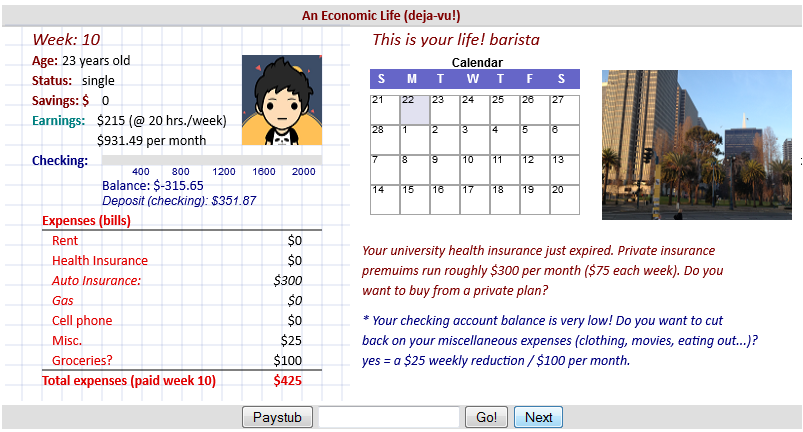 An Economic Life (deja-vu!)
Week: 10
Age: 23 years old
Status: single
Savings: $ 0
Earnings: $215 (@ 20 hrs./week)
$931.49 per month
Checking:
400 800 1200 1600 2000
Balance: $-315.65
Deposit (checking): $351.87
Expenses (bills)
Rent $0
Health Insurance $0
Auto Insurance: $300
Gas $0
Cell phone $0
Misc. $25
Groceries? $100
Total expenses (paid week 10) $425
This is your life! barista
Calendar
S M T W T F S
21 22 23 24 25 26 27
28 1 2 3 4 5 6
7 8 9 10 11 12 13
14 15 16 17 18 19 20
Your university health insurance just expired. Private insurance
premuims run roughly $300 per month ($75 each week). Do you
want to buy from a private plan?
* Your checking account balance is very low! Do you want to cut
back on your miscellaneous expenses (clothing, movies, eating out...)?
yes = a $25 weekly reduction / $100 per month.
Paystub Go! Next